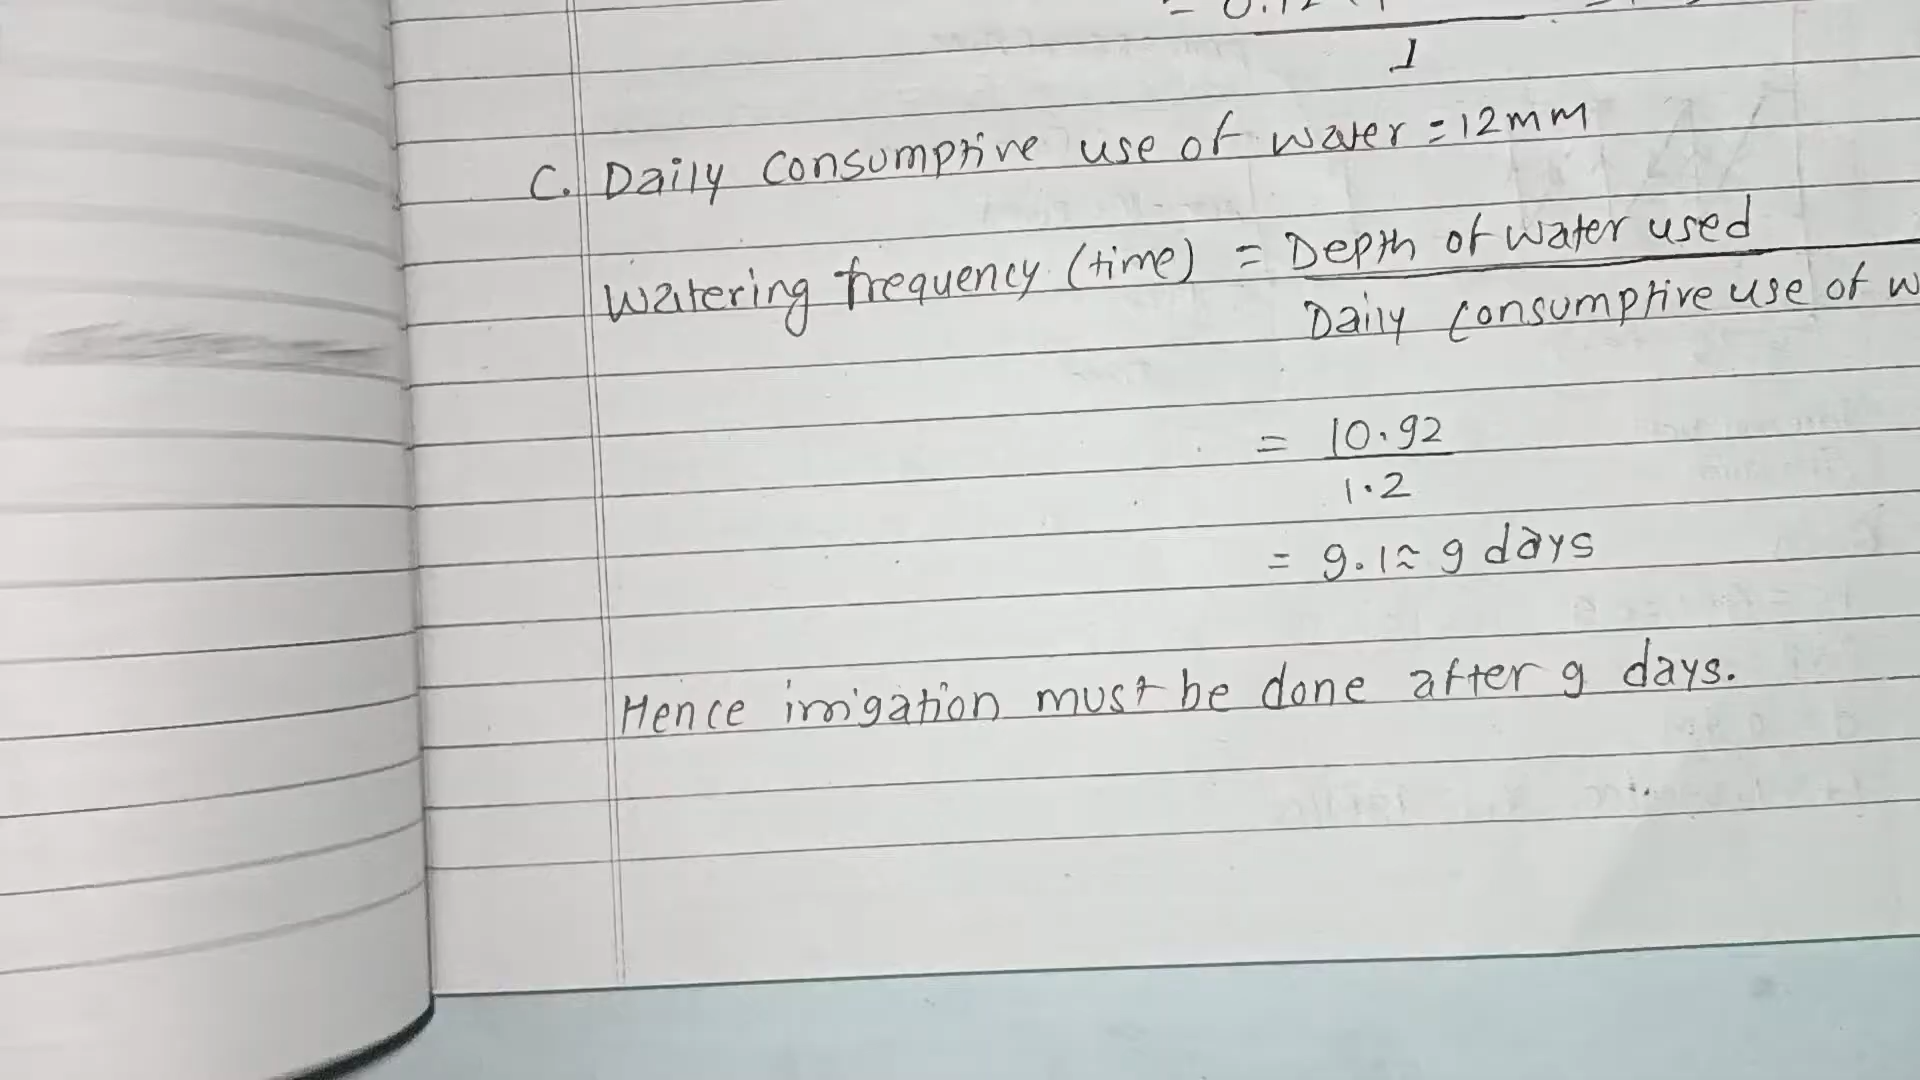 1
C. Daily consumptive use of water = 12mm
Watering frequency (time) = Depth of water used
Daily consumptive use of
= 10.92
1.2
= 9.1 ≈ 9 days
Hence irrigation must be done after 9 days.